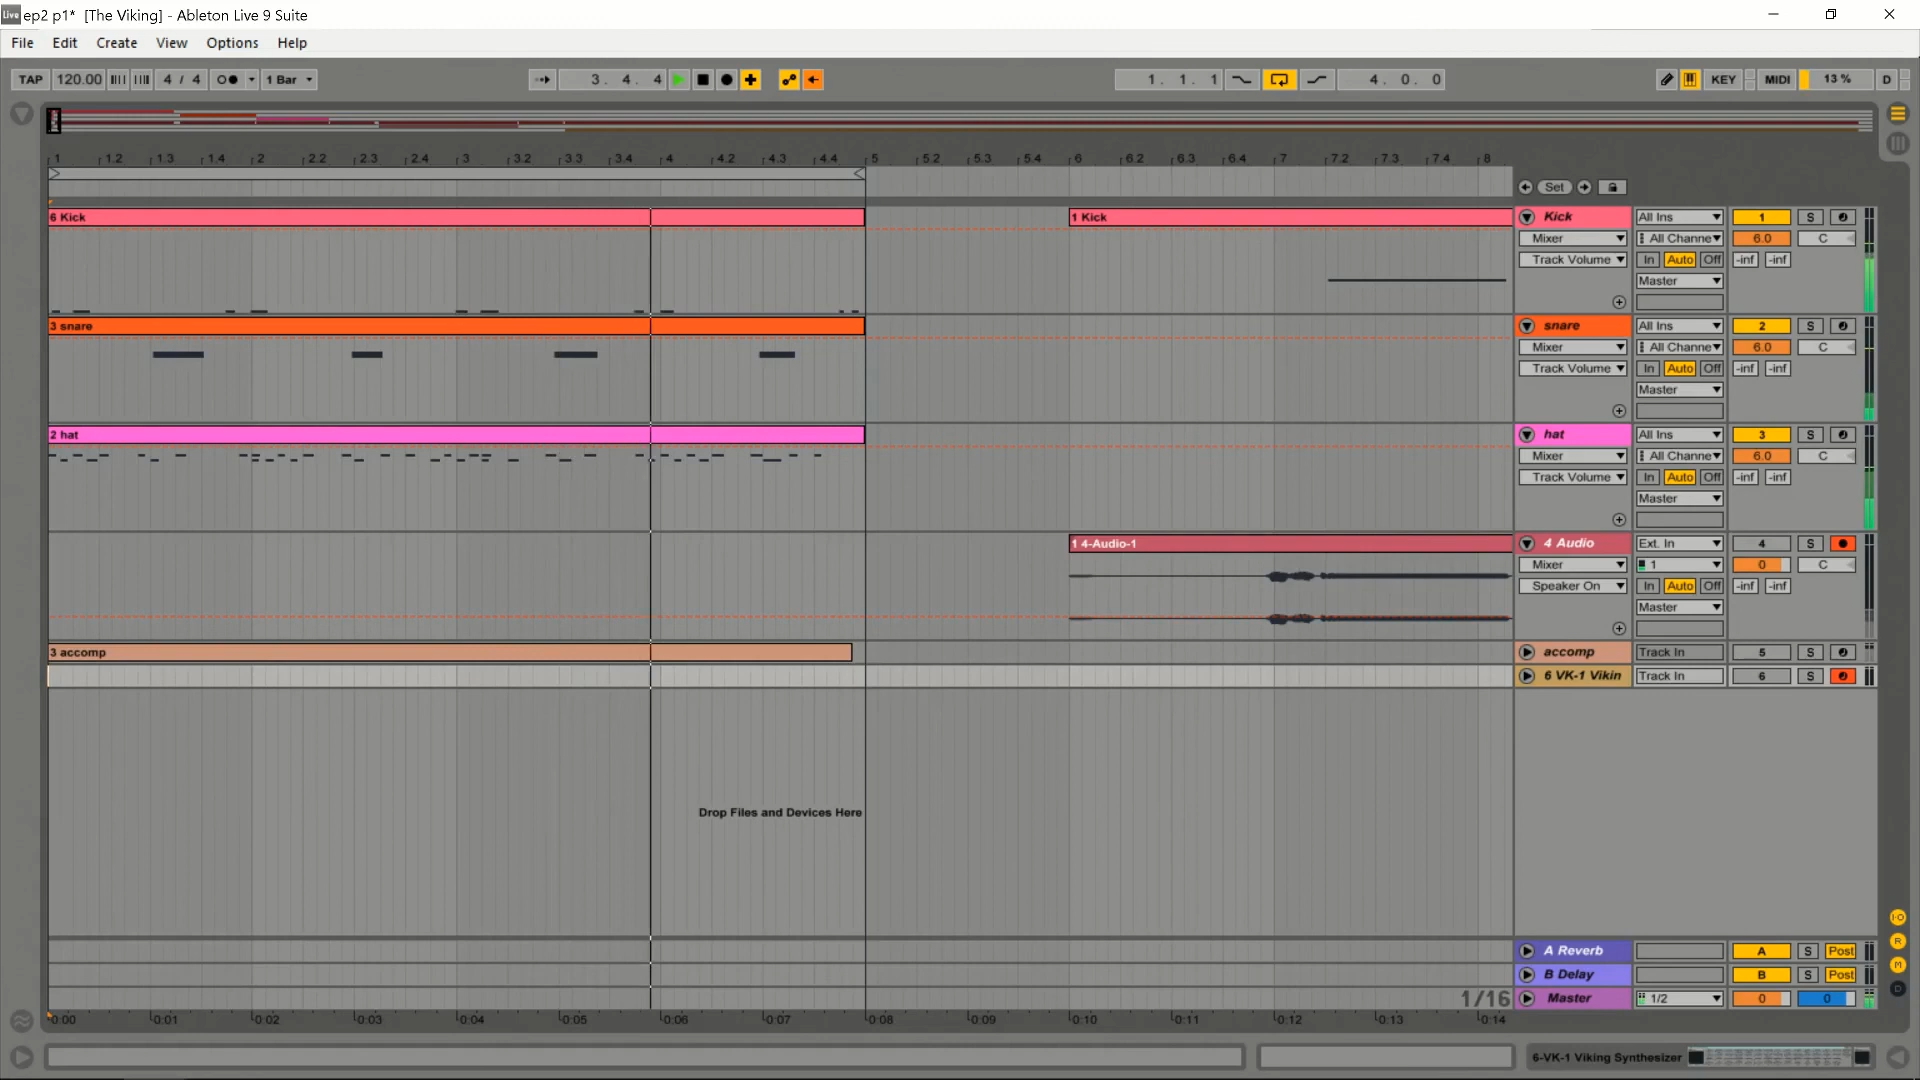 Live ep2 p1* [The Viking] - Ableton Live 9 Suite
File Edit Create View Options Help
TAP 120.00 4 / 4 1 Bar 3. 4. 4 1. 1. 1 4. 0. 0 KEY MIDI 13 % D
1 1.2 1.3 1.4 2 2.2 2.3 2.4 3 3.2 3.3 3.4 4 4.2 4.3 4.4 5 5.2 5.3 5.4 6 6.2 6.3 6.4 7 7.2 7.3 7.4 8
Set
6 Kick 1 Kick Kick All Ins 1 S
Mixer All Channe 6.0 C
Track Volume In Auto Off -inf -inf
Master
3 snare snare All Ins 2 S
Mixer All Channe 6.0 C
Track Volume In Auto Off -inf -inf
Master
2 hat hat All Ins 3 S
Mixer All Channe 6.0 C
Track Volume In Auto Off -inf -inf
Master
1 4-Audio-1 4 Audio Ext. In 4 S
Mixer 1 0 C
Speaker On In Auto Off -inf -inf
Master
3 accomp accomp Track In 5 S
6 VK-1 Vikin Track In 6 S
Drop Files and Devices Here
I·O
R
M
D
A Reverb A S Post
B Delay B S Post
1/16 Master 1/2 0 0
0:00 0:01 0:02 0:03 0:04 0:05 0:06 0:07 0:08 0:09 0:10 0:11 0:12 0:13 0:14
6-VK-1 Viking Synthesizer